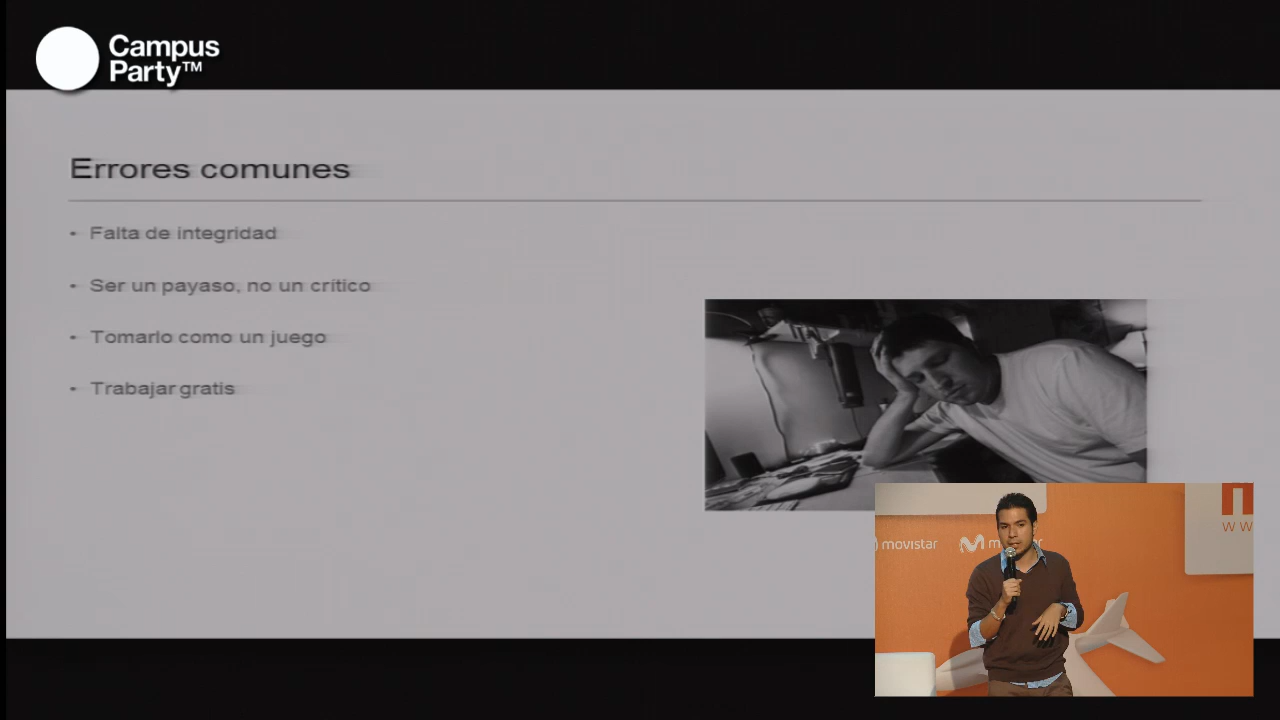 Campus
Party™
Errores comunes
• Falta de integridad
• Ser un payaso, no un crítico
• Tomarlo como un juego
• Trabajar gratis
movistar